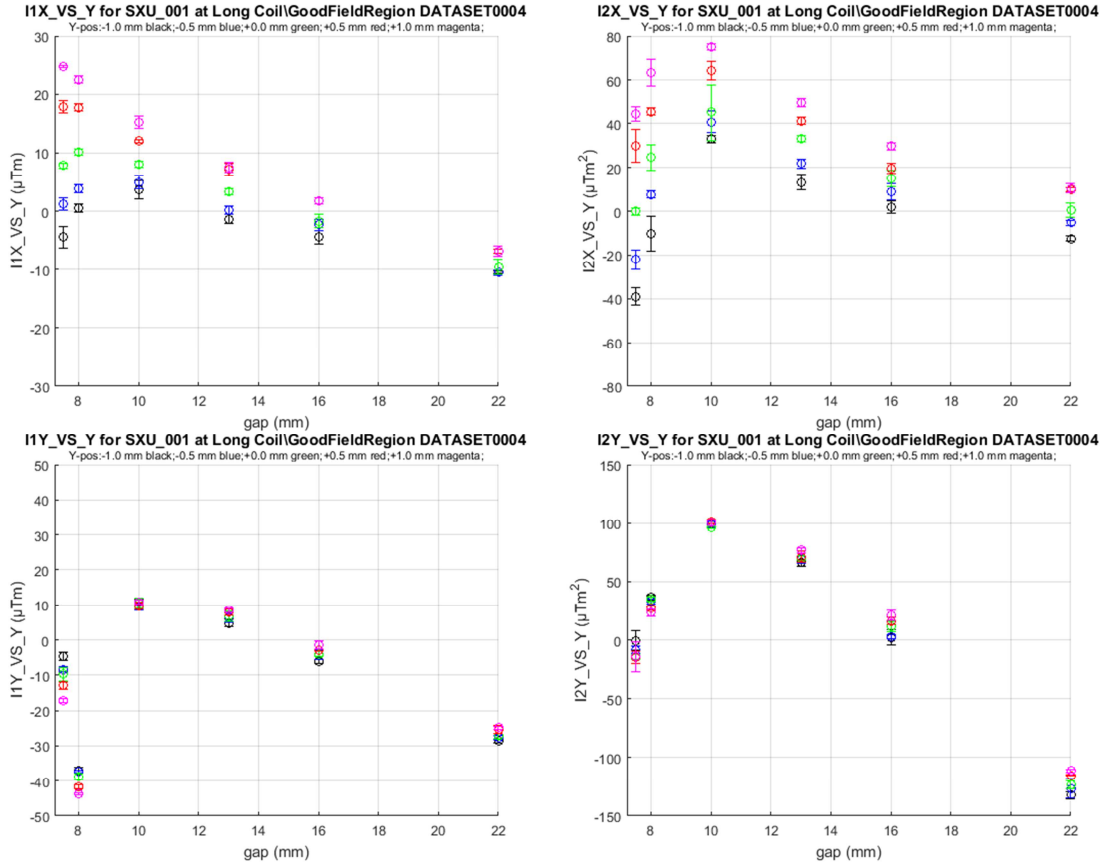 I1X_VS_Y for SXU_001 at Long Coil\GoodFieldRegion DATASET0004
Y-pos:-1.0 mm black;-0.5 mm blue;+0.0 mm green;+0.5 mm red;+1.0 mm magenta;
30
20
10
0
-10
-20
-30
I1X_VS_Y (μTm)
8 10 12 14 16 18 20 22
gap (mm)
I2X_VS_Y for SXU_001 at Long Coil\GoodFieldRegion DATASET0004
Y-pos:-1.0 mm black;-0.5 mm blue;+0.0 mm green;+0.5 mm red;+1.0 mm magenta;
80
60
40
20
0
-20
-40
-60
-80
I2X_VS_Y (μTm²)
8 10 12 14 16 18 20 22
gap (mm)
I1Y_VS_Y for SXU_001 at Long Coil\GoodFieldRegion DATASET0004
Y-pos:-1.0 mm black;-0.5 mm blue;+0.0 mm green;+0.5 mm red;+1.0 mm magenta;
50
40
30
20
10
0
-10
-20
-30
-40
-50
I1Y_VS_Y (μTm)
8 10 12 14 16 18 20 22
gap (mm)
I2Y_VS_Y for SXU_001 at Long Coil\GoodFieldRegion DATASET0004
Y-pos:-1.0 mm black;-0.5 mm blue;+0.0 mm green;+0.5 mm red;+1.0 mm magenta;
150
100
50
0
-50
-100
-150
I2Y_VS_Y (μTm²)
8 10 12 14 16 18 20 22
gap (mm)